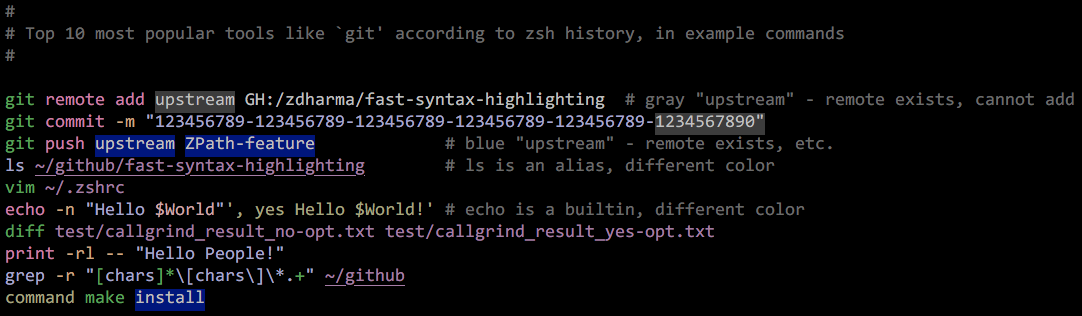 #
# Top 10 most popular tools like `git' according to zsh history, in example commands
#
git remote add upstream GH:/zdharma/fast-syntax-highlighting  # gray "upstream" - remote exists, cannot add
git commit -m "123456789-123456789-123456789-123456789-123456789-1234567890"
git push upstream ZPath-feature             # blue "upstream" - remote exists, etc.
ls ~/github/fast-syntax-highlighting        # ls is an alias, different color
vim ~/.zshrc
echo -n "Hello $World"', yes Hello $World!' # echo is a builtin, different color
diff test/callgrind_result_no-opt.txt test/callgrind_result_yes-opt.txt
print -rl -- "Hello People!"
grep -r "[chars]*\[chars\]\*.+" ~/github
command make install